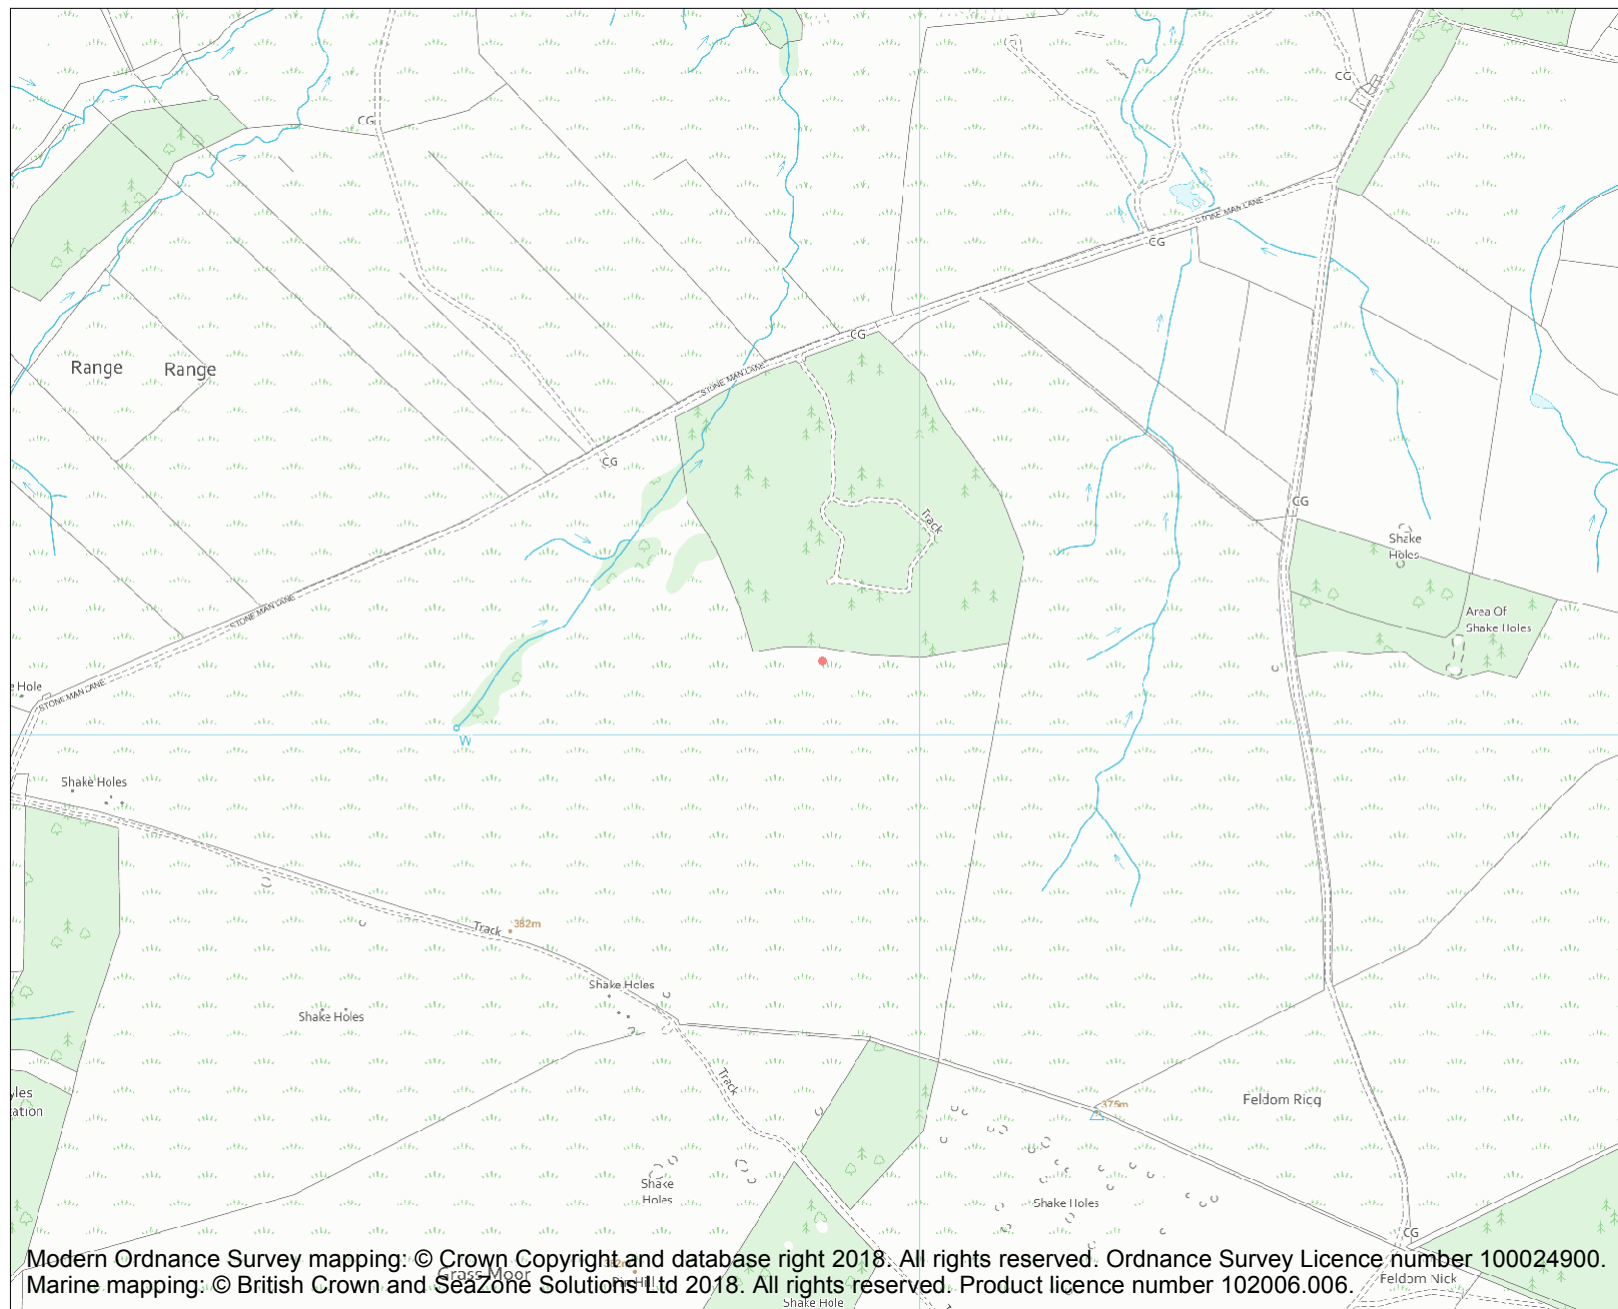 CG
CG
STONE MAN LANE
CG
CG
Range Range
STONE MAN LANE
CG
CG
Track
Shake
Holes
STONE MAN LANE
Area Of
Shake Holes
e Hole
STONE MAN LANE
W
Shake Holes
Track
382m
Shake Holes
Shake Holes
Track
yles
tation
375m
Feldom Rigg
Shake
Holes
Shake Holes
CG
Modern Ordnance Survey mapping: © Crown Copyright and database right 2018. All rights reserved. Ordnance Survey Licence number 100024900.
Grass Moor
Marine mapping: © British Crown and SeaZone Solutions Ltd 2018. All rights reserved. Product licence number 102006.006.
Feldom Nick
Shake Hole